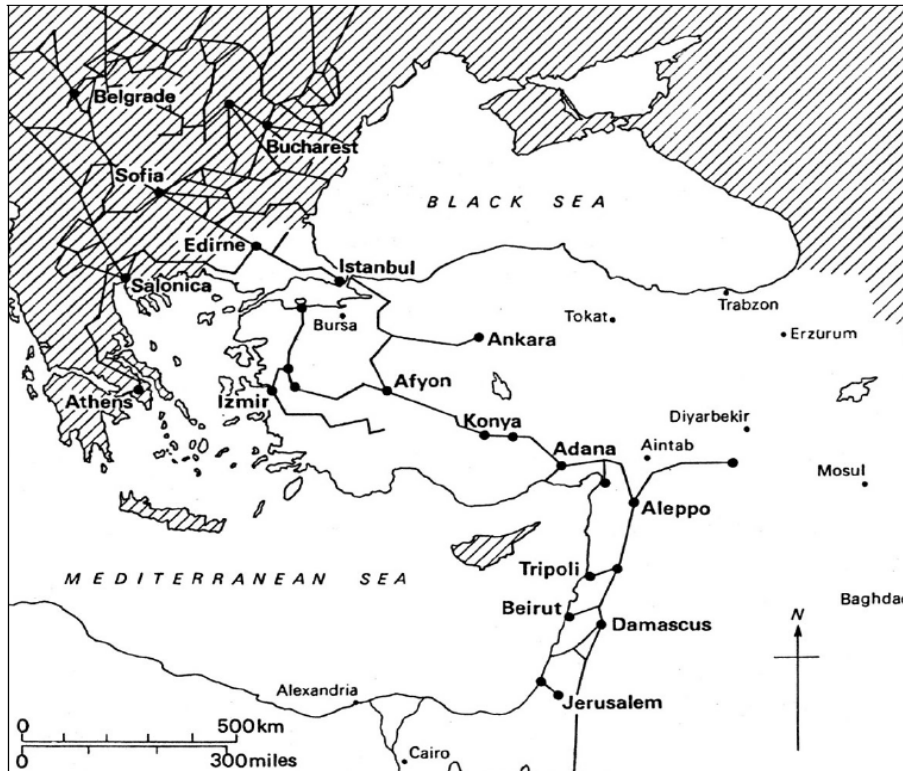 Belgrade
Bucharest
Sofia
BLACK SEA
Edirne
Istanbul
Salonica
Trabzon
Bursa
Tokat
Ankara
Erzurum
Athens
Izmir
Afyon
Konya
Diyarbekir
Adana
Aintab
Mosul
Aleppo
Tripoli
MEDITERRANEAN SEA
Baghdad
Beirut
N
Damascus
Alexandria
Jerusalem
0 500km
0 300miles
Cairo